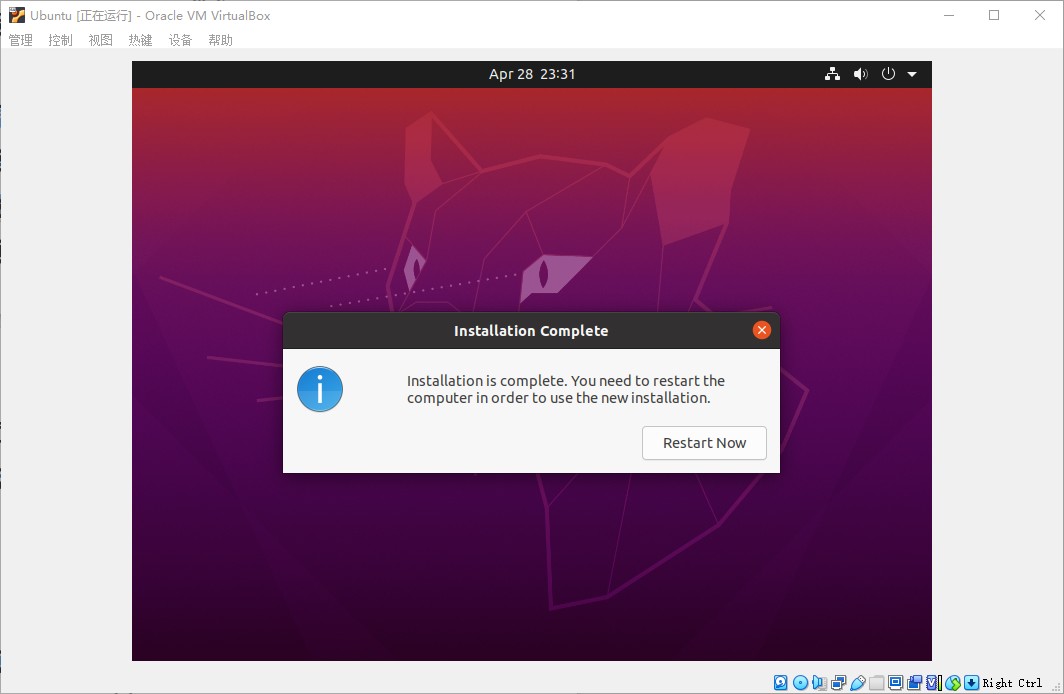 Ubuntu [正在运行] - Oracle VM VirtualBox
管理 控制 视图 热键 设备 帮助
Apr 28 23:31
Installation Complete
Installation is complete. You need to restart the
computer in order to use the new installation.
Restart Now
Right Ctrl